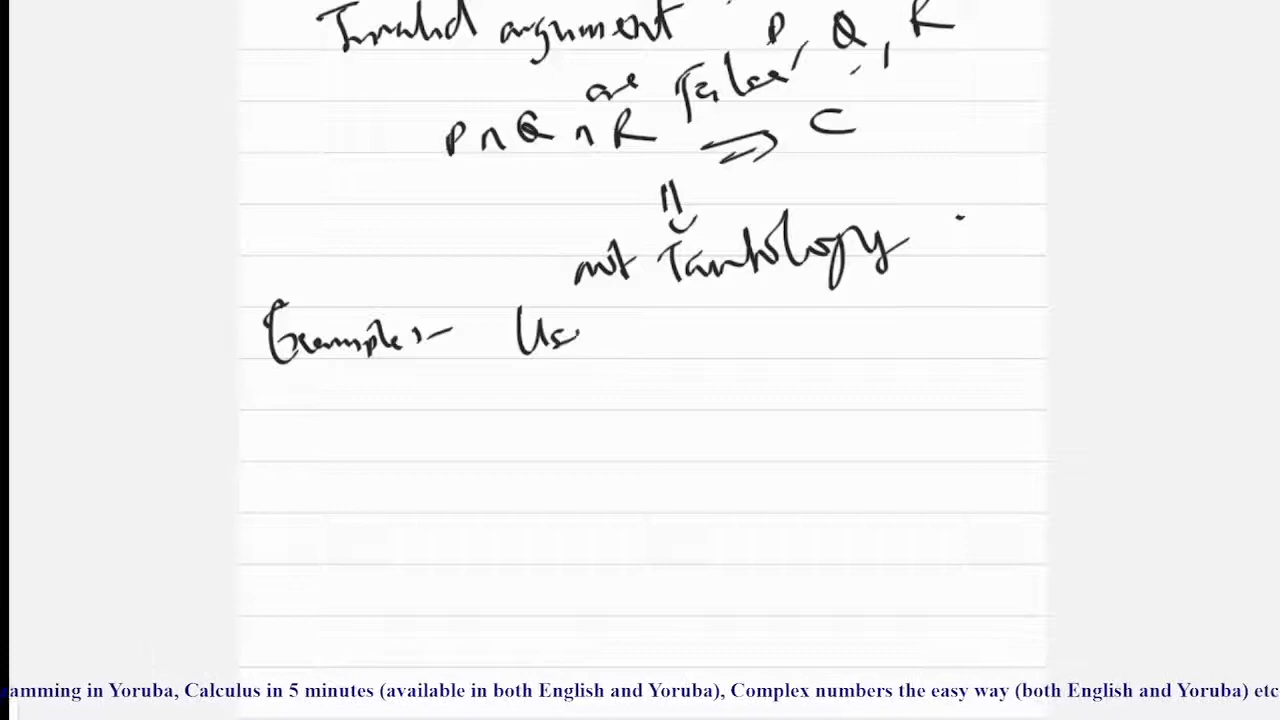 Invalid argument P, Q, R
are False
P ∩ Q ∩ R ⇒ C
not Tautology
Example:- Us
amming in Yoruba, Calculus in 5 minutes (available in both English and Yoruba), Complex numbers the easy way (both English and Yoruba) etc